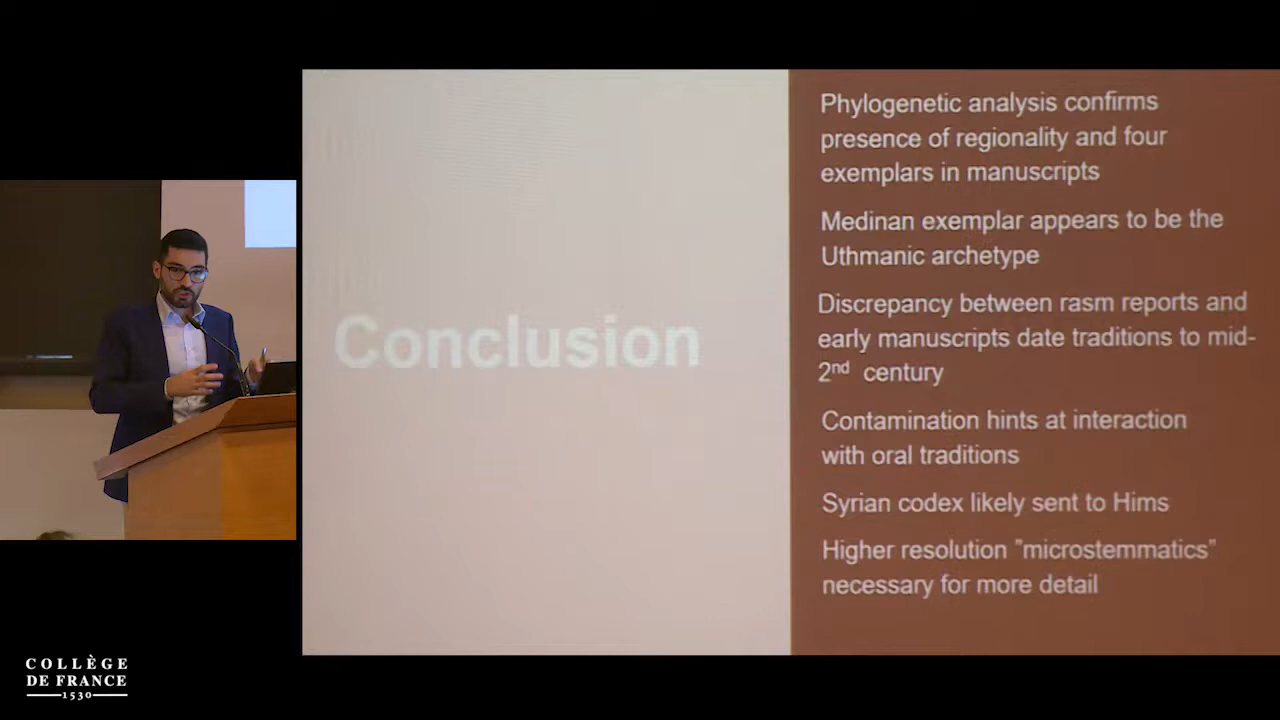 Conclusion
Phylogenetic analysis confirms
presence of regionality and four
exemplars in manuscripts
Medinan exemplar appears to be the
Uthmanic archetype
Discrepancy between rasm reports and
early manuscripts date traditions to mid-
2nd century
Contamination hints at interaction
with oral traditions
Syrian codex likely sent to Hims
Higher resolution "microstemmatics"
necessary for more detail
COLLÈGE
DE FRANCE
1530